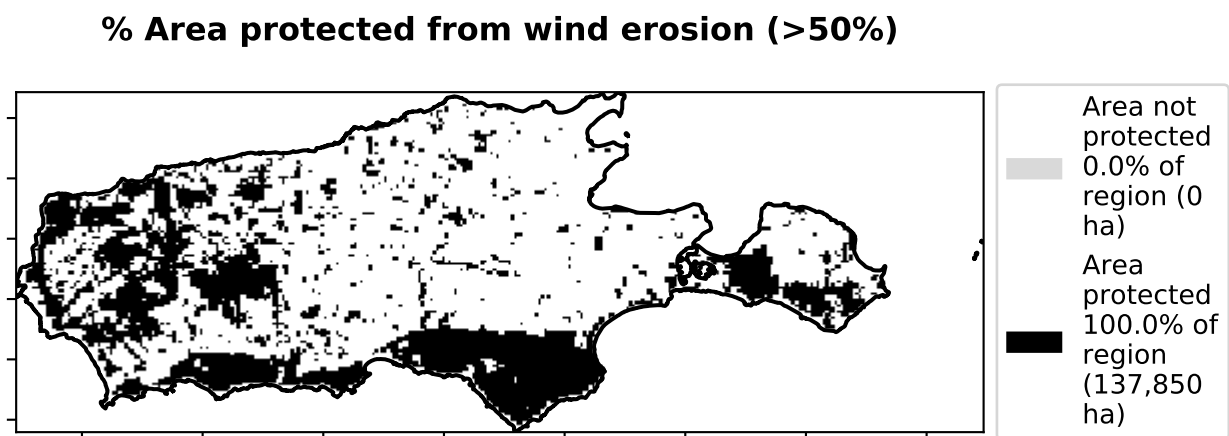 % Area protected from wind erosion (>50%)
Area not
protected
0.0% of
region (0
ha)
Area
protected
100.0% of
region
(137,850
ha)